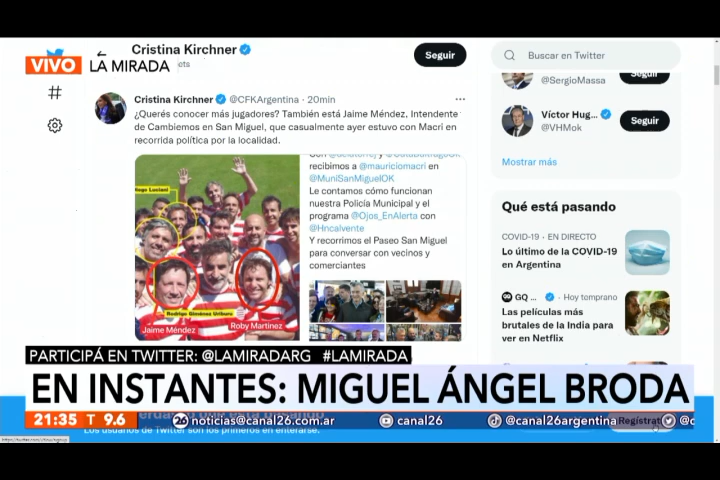 VIVO
LA MIRADA
Cristina Kirchner
Seguir
Buscar en Twitter
@SergioMassa
Seguir
Víctor Hug...
@VHMok
Seguir
Mostrar más
Cristina Kirchner @CFKArgentina · 20min
¿Querés conocer más jugadores? También está Jaime Méndez, Intendente
de Cambiemos en San Miguel, que casualmente ayer estuvo con Macri en
recorrida política por la localidad.
recibimos a @mauriciomacri en
@MuniSanMiguelOK
Le contamos cómo funcionan
nuestra Policía Municipal y el
programa @Ojos_EnAlerta con
@Hncalvente
Y recorrimos el Paseo San Miguel
para conversar con vecinos y
comerciantes
Diego Luciani
Rodrigo Giménez Uriburu
Jaime Méndez
Roby Martinez
Qué está pasando
COVID-19 · EN DIRECTO
Lo último de la COVID-19
en Argentina
GQ ... · Hoy temprano
Las películas más
brutales de la India para
ver en Netflix
PARTICIPÁ EN TWITTER: @LAMIRADARG #LAMIRADA
EN INSTANTES: MIGUEL ÁNGEL BRODA
21:35 T 9.6
26 noticias@canal26.com.ar
canal26
@canal26argentina
Los usuarios de Twitter son los primeros en enterarse.